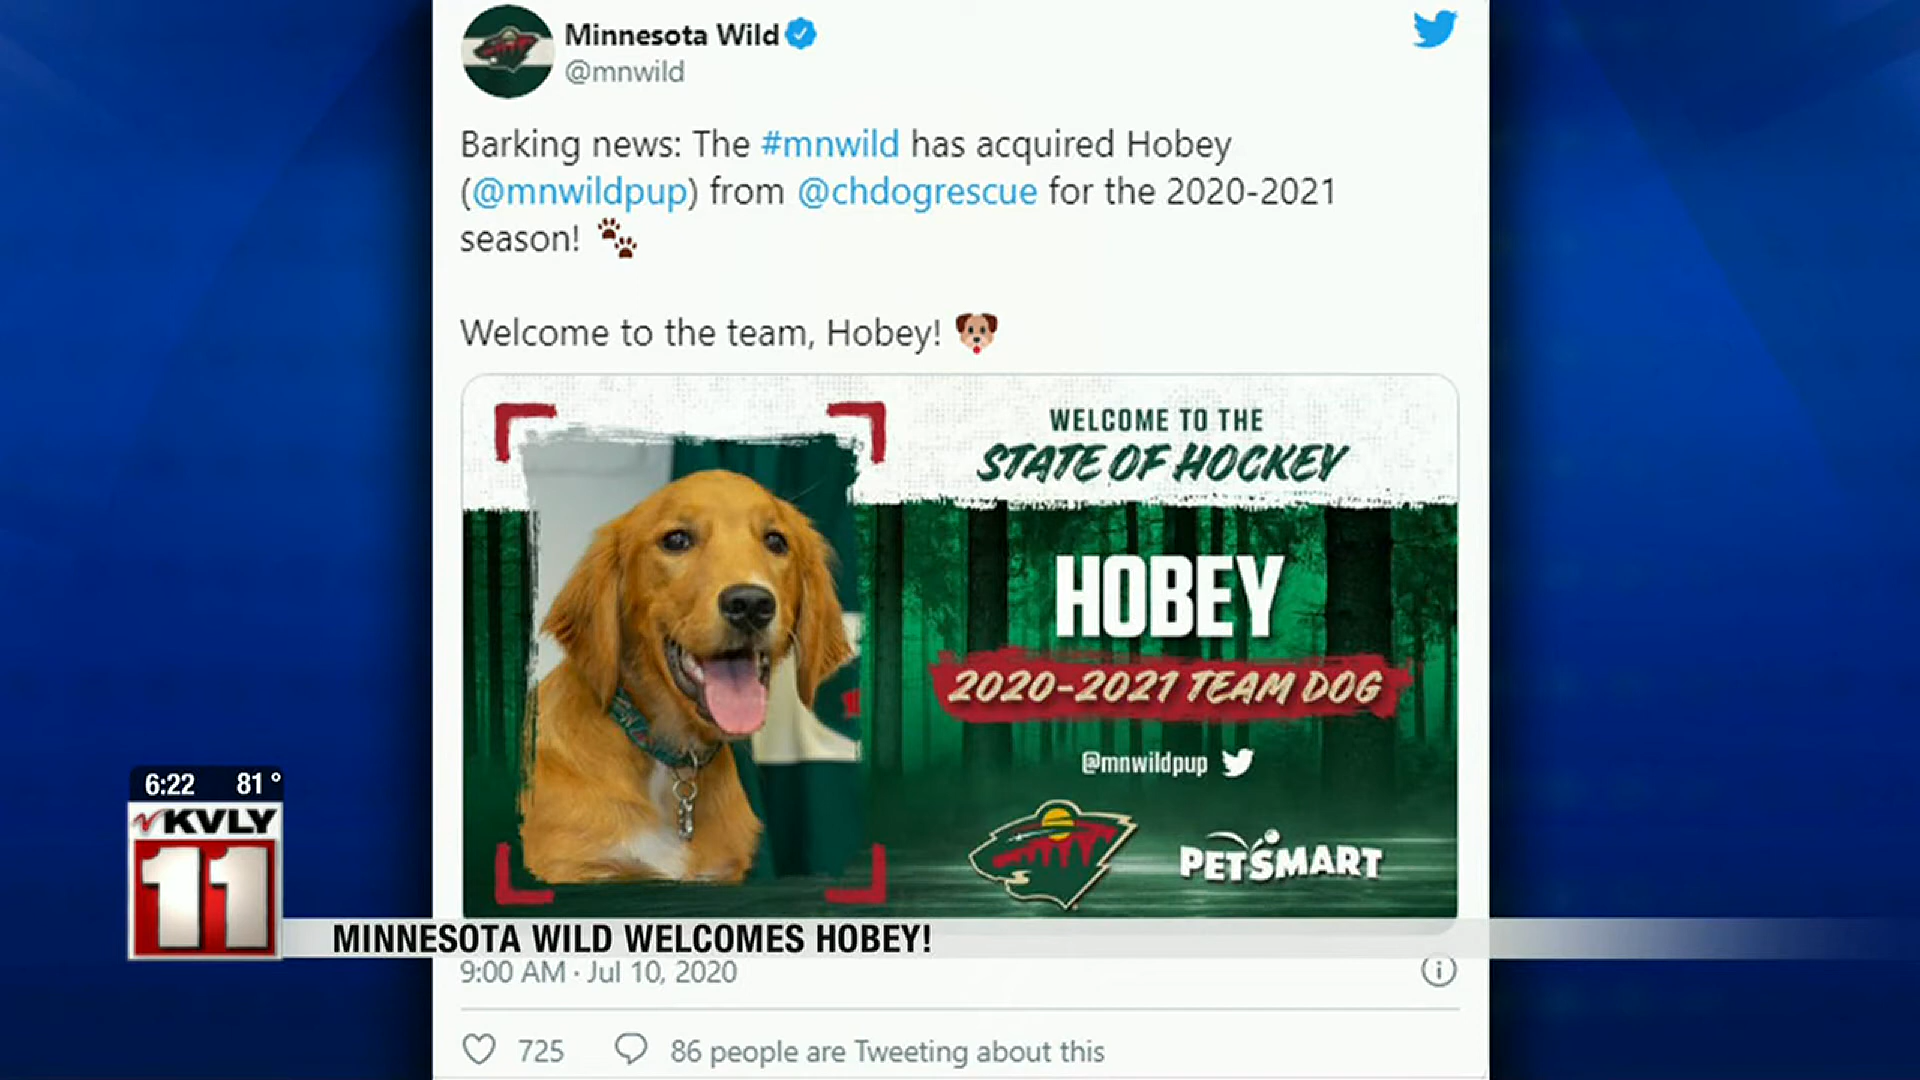 Minnesota Wild
@mnwild
Barking news: The #mnwild has acquired Hobey
(@mnwildpup) from @chdogrescue for the 2020-2021
season!
Welcome to the team, Hobey!
WELCOME TO THE
STATE OF HOCKEY
HOBEY
2020-2021 TEAM DOG
@mnwildpup
PETSMART
6:22 81°
KVLY
11
MINNESOTA WILD WELCOMES HOBEY!
9:00 AM · Jul 10, 2020
725 86 people are Tweeting about this